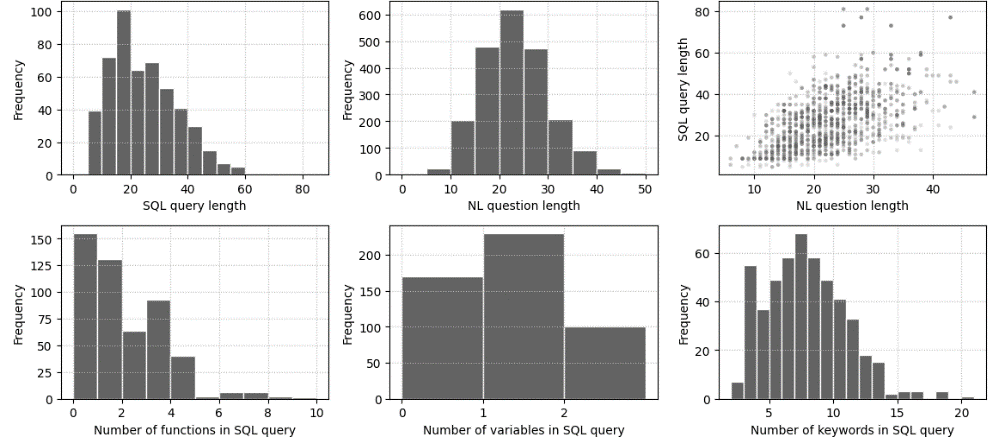 100
80
60
40
20
0
Frequency
0 20 40 60 80
SQL query length
600
500
400
300
200
100
0
Frequency
0 10 20 30 40 50
NL question length
80
60
40
20
SQL query length
10 20 30 40
NL question length
150
125
100
75
50
25
0
Frequency
0 2 4 6 8 10
Number of functions in SQL query
200
150
100
50
0
Frequency
0 1 2
Number of variables in SQL query
60
40
20
0
Frequency
5 10 15 20
Number of keywords in SQL query